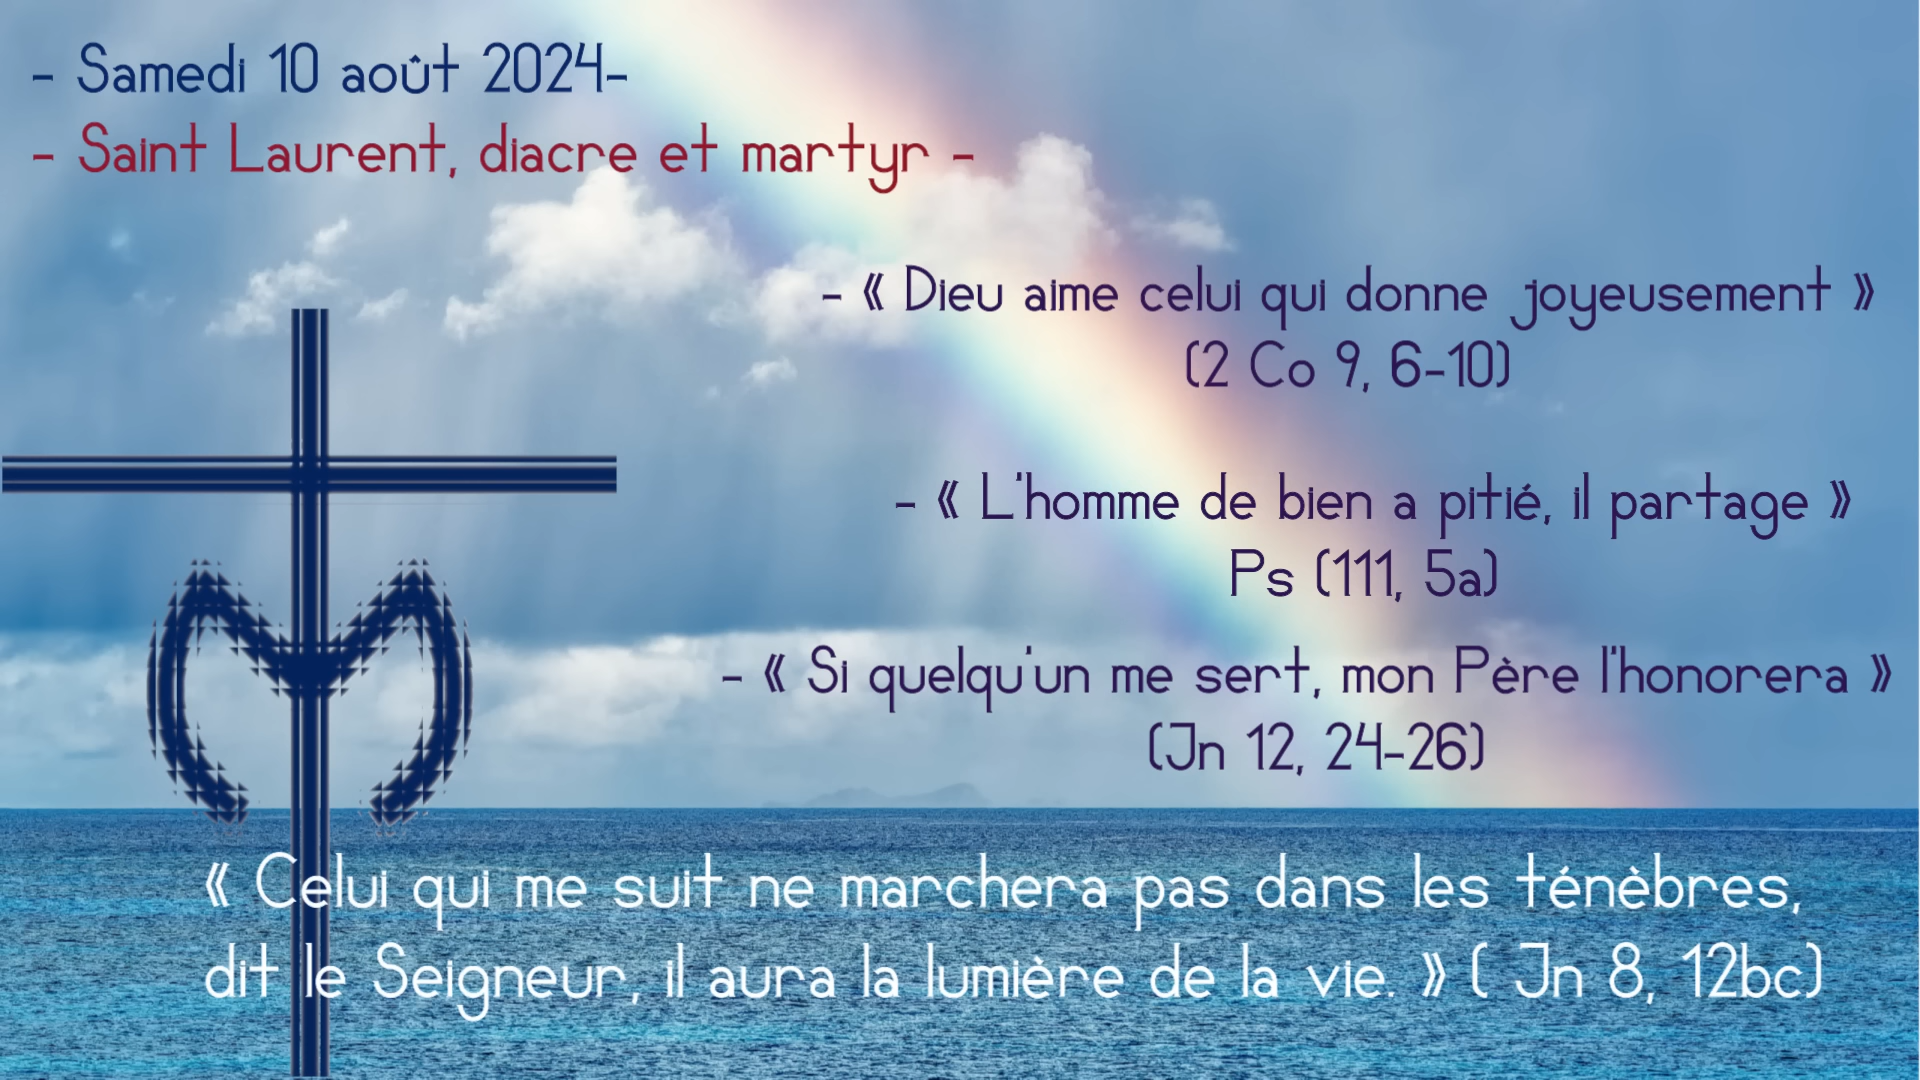 - Samedi 10 août 2024-
- Saint Laurent, diacre et martyr -
- « Dieu aime celui qui donne joyeusement »
(2 Co 9, 6-10)
- « L'homme de bien a pitié, il partage »
Ps (111, 5a)
- « Si quelqu'un me sert, mon Père l'honorera »
(Jn 12, 24-26)
« Celui qui me suit ne marchera pas dans les ténèbres,
dit le Seigneur, il aura la lumière de la vie. » ( Jn 8, 12bc)